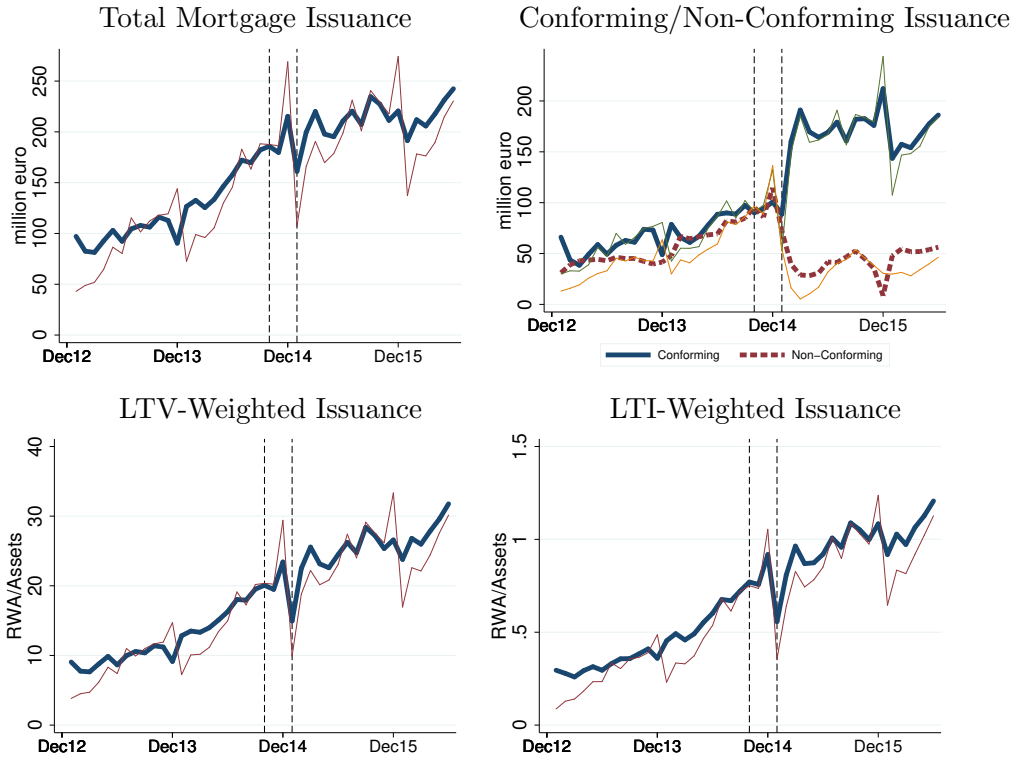 Total Mortgage Issuance
million euro
250
200
150
100
50
0
Dec12
Dec13
Dec14
Dec15
Conforming/Non-Conforming Issuance
million euro
200
150
100
50
0
Dec12
Dec13
Dec14
Dec15
Conforming
Non−Conforming
LTV-Weighted Issuance
RWA/Assets
40
30
20
10
0
Dec12
Dec13
Dec14
Dec15
LTI-Weighted Issuance
RWA/Assets
1.5
1
.5
0
Dec12
Dec13
Dec14
Dec15